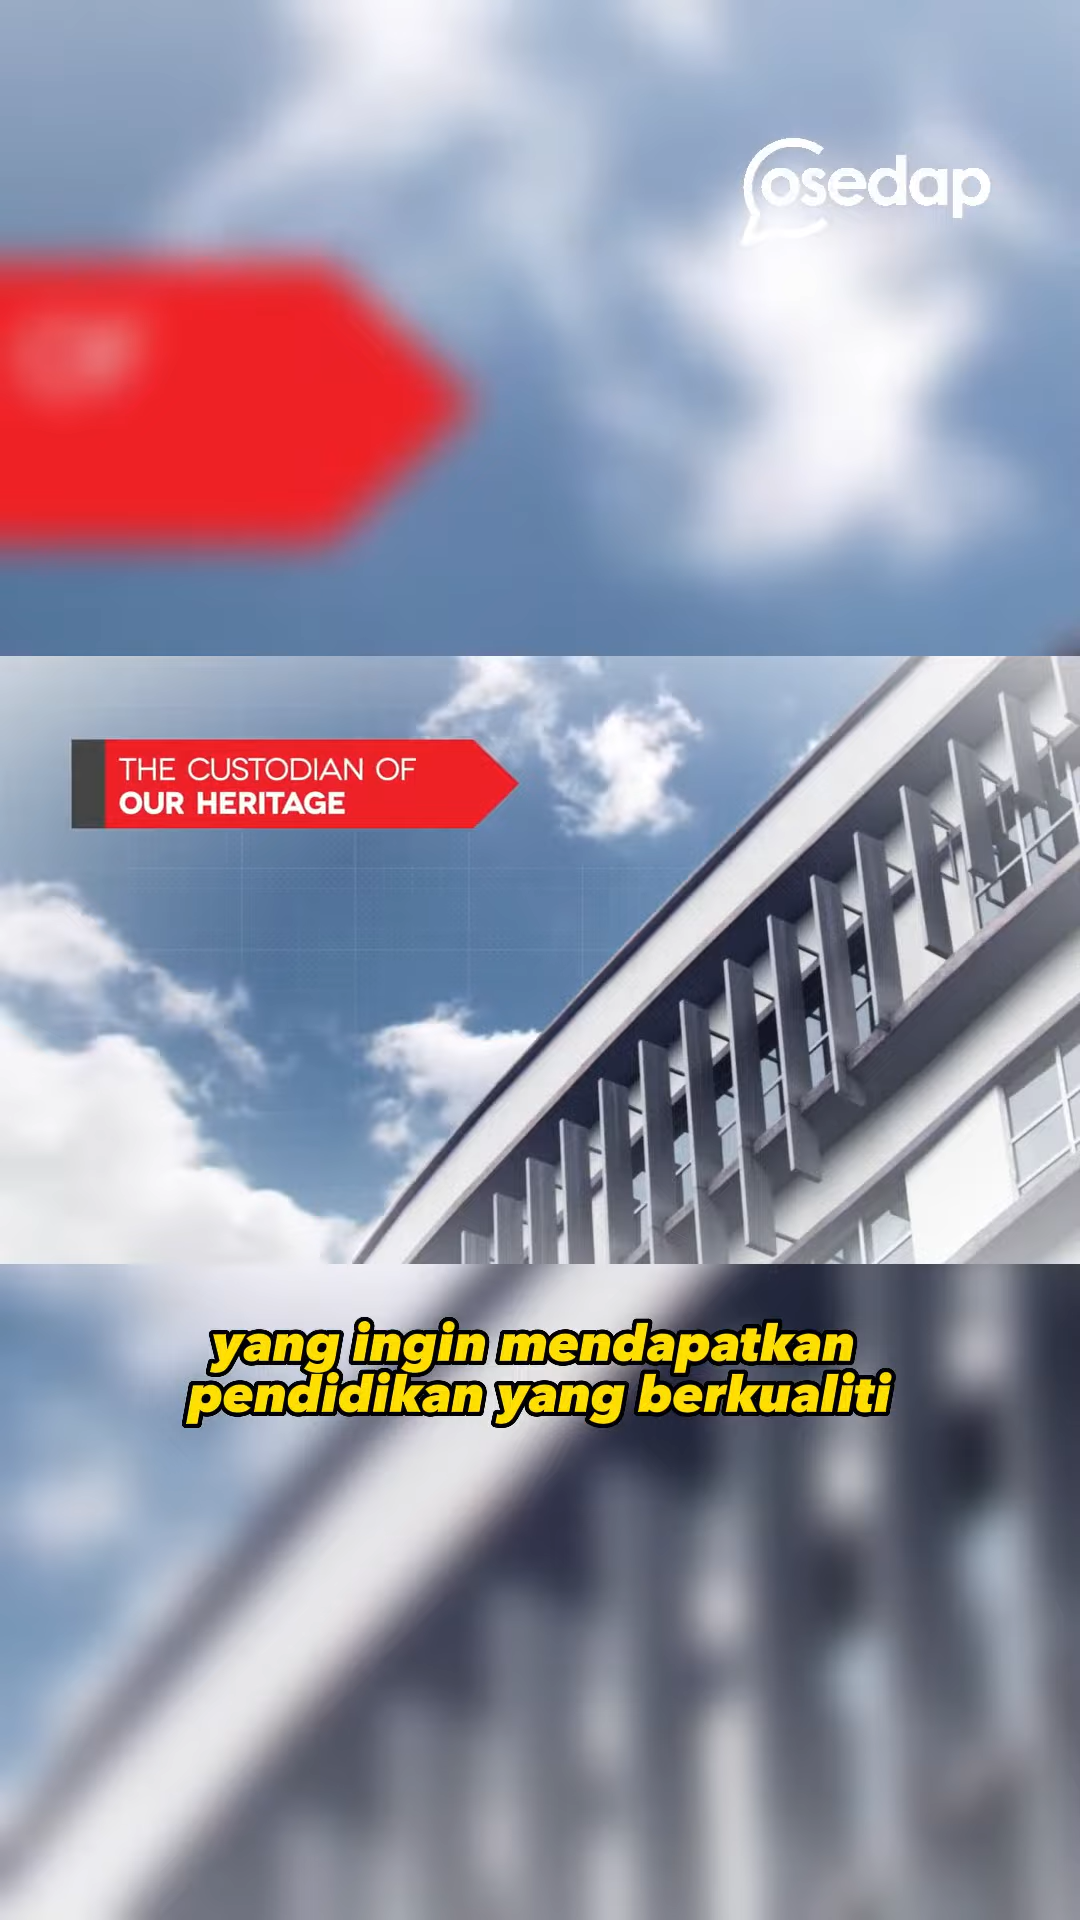 osedap
THE CUSTODIAN OF
OUR HERITAGE
yang ingin mendapatkan
pendidikan yang berkualiti